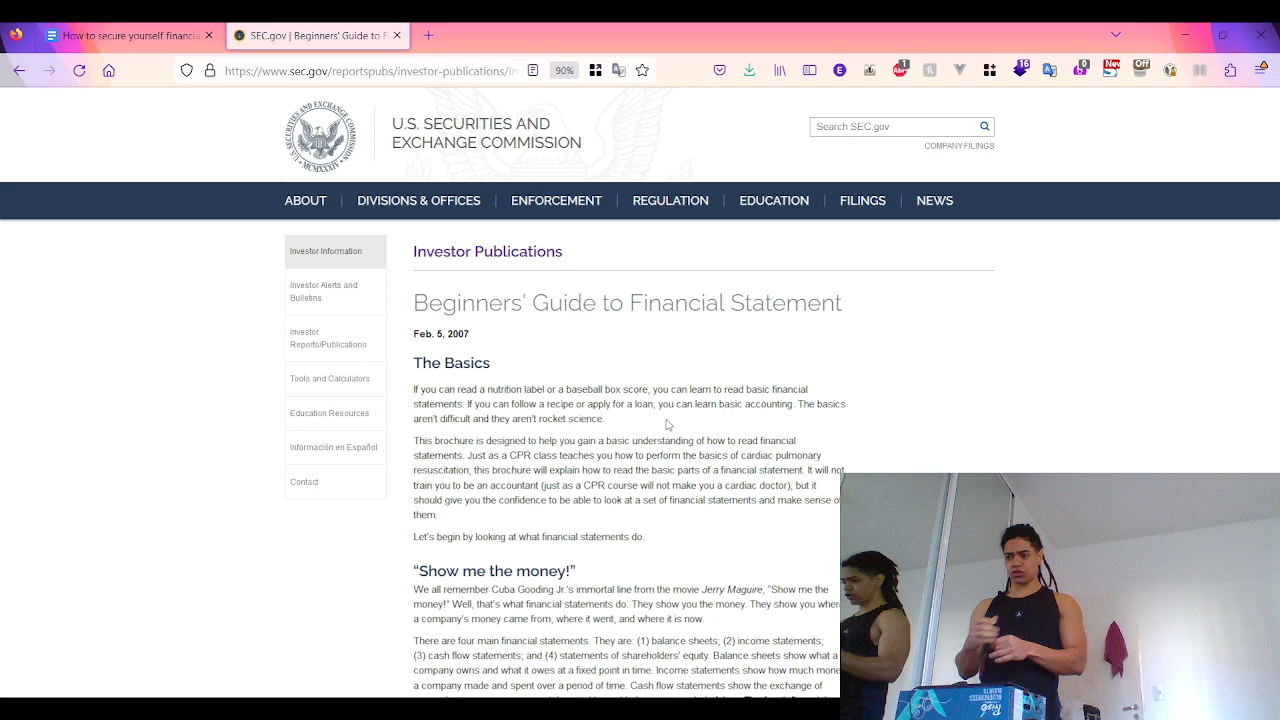 How to secure yourself financia
SEC.gov | Beginners' Guide to Fi
https://www.sec.gov/reportspubs/investor-publications/in
90%
1
16
0
New
Off
SECURITIES AND EXCHANGE COMMISSION
MCMXXXIV
U.S. SECURITIES AND
EXCHANGE COMMISSION
Search SEC.gov
COMPANY FILINGS
ABOUT
DIVISIONS & OFFICES
ENFORCEMENT
REGULATION
EDUCATION
FILINGS
NEWS
Investor Information
Investor Alerts and
Bulletins
Investor
Reports/Publications
Tools and Calculators
Education Resources
Información en Español
Contact
Investor Publications
Beginners' Guide to Financial Statement
Feb. 5, 2007
The Basics
If you can read a nutrition label or a baseball box score, you can learn to read basic financial
statements. If you can follow a recipe or apply for a loan, you can learn basic accounting. The basics
aren’t difficult and they aren’t rocket science.
This brochure is designed to help you gain a basic understanding of how to read financial
statements. Just as a CPR class teaches you how to perform the basics of cardiac pulmonary
resuscitation, this brochure will explain how to read the basic parts of a financial statement. It will not
train you to be an accountant (just as a CPR course will not make you a cardiac doctor), but it
should give you the confidence to be able to look at a set of financial statements and make sense of
them.
Let’s begin by looking at what financial statements do.
“Show me the money!”
We all remember Cuba Gooding Jr.’s immortal line from the movie Jerry Maguire, “Show me the
money!” Well, that’s what financial statements do. They show you the money. They show you where
a company’s money came from, where it went, and where it is now.
There are four main financial statements. They are: (1) balance sheets; (2) income statements;
(3) cash flow statements; and (4) statements of shareholders’ equity. Balance sheets show what a
company owns and what it owes at a fixed point in time. Income statements show how much mone
a company made and spent over a period of time. Cash flow statements show the exchange of